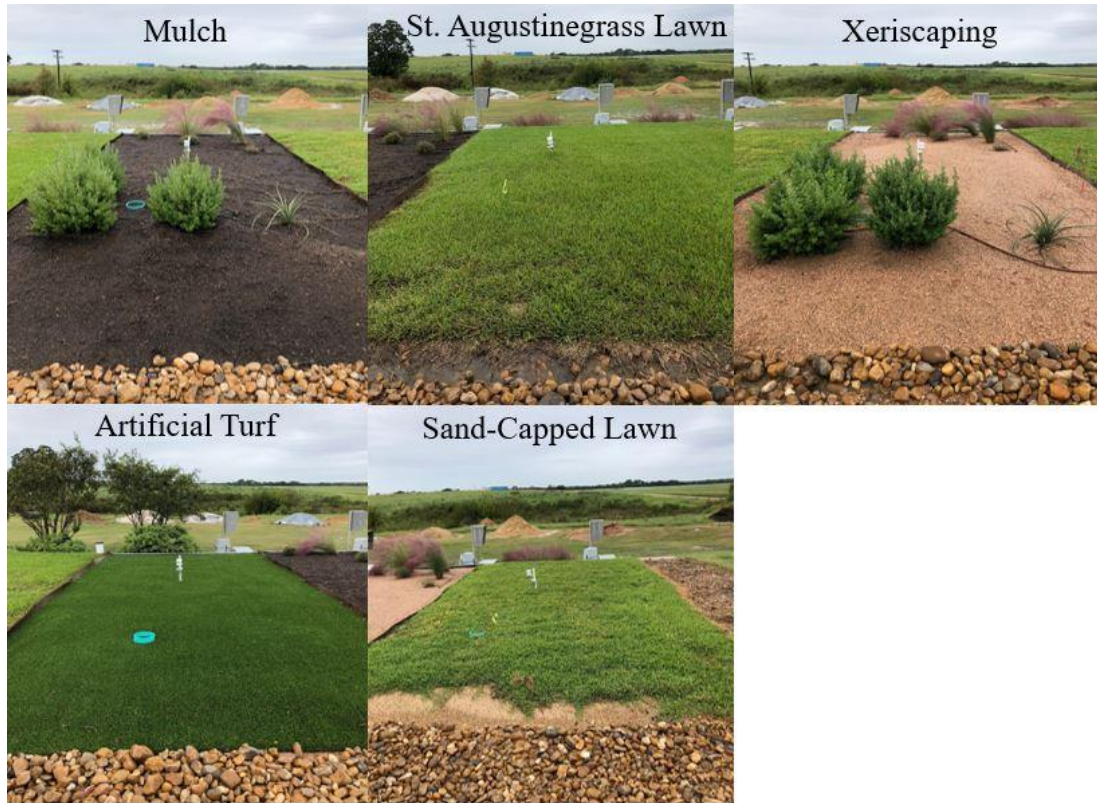 Mulch
St. Augustinegrass Lawn
Xeriscaping
Artificial Turf
Sand-Capped Lawn